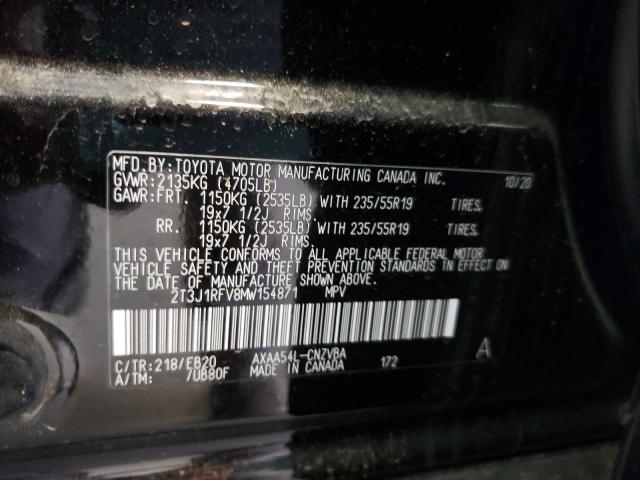 MFD.BY:TOYOTA MOTOR MANUFACTURING CANADA INC. 10/20
GVWR:2135KG (4705LB)
GAWR:FRT. 1150KG (2535LB) WITH 235/55R19 TIRES.
19x7 1/2J RIMS.
RR. 1150KG (2535LB) WITH 235/55R19 TIRES.
19x7 1/2J RIMS.
THIS VEHICLE CONFORMS TO ALL APPLICABLE FEDERAL MOTOR
VEHICLE SAFETY AND THEFT PREVENTION STANDARDS IN EFFECT ON
THE DATE OF MANUFACTURE SHOWN ABOVE.
2T3J1RFV8MW154871 MPV
C/TR:218/EB20 AXAA54L-CNZVBA 172 A
A/TM: /UB80F MADE IN CANADA